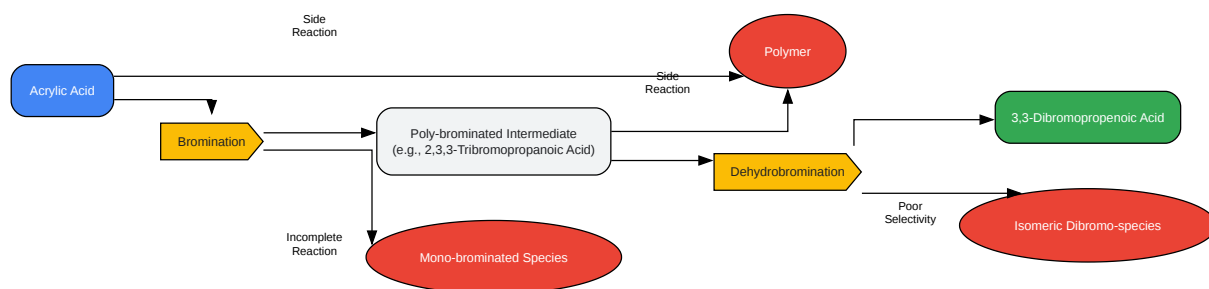 Side
Reaction
Polymer
Acrylic Acid
Side
Reaction
Bromination
Poly-brominated Intermediate
(e.g., 2,3,3-Tribromopropanoic Acid)
3,3-Dibromopropenoic Acid
Dehydrobromination
Poor
Selectivity
Isomeric Dibromo-species
Incomplete
Reaction
Mono-brominated Species